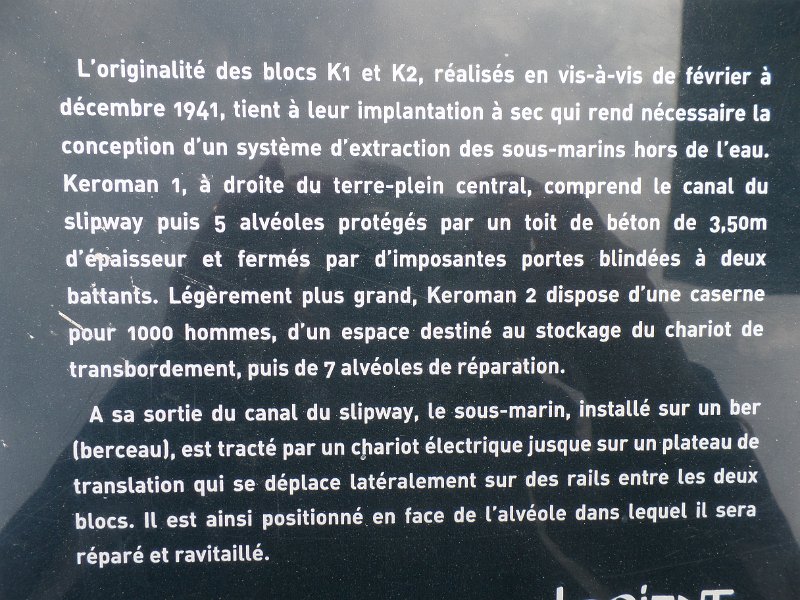 L'originalité des blocs K1 et K2, réalisés en vis-à-vis de février à
décembre 1941, tient à leur implantation à sec qui rend nécessaire la
conception d'un système d'extraction des sous-marins hors de l'eau.
Keroman 1, à droite du terre-plein central, comprend le canal du
slipway puis 5 alvéoles protégés par un toit de béton de 3,50m
d'épaisseur et fermés par d'imposantes portes blindées à deux
battants. Légèrement plus grand, Keroman 2 dispose d'une caserne
pour 1000 hommes, d'un espace destiné au stockage du chariot de
transbordement, puis de 7 alvéoles de réparation.
A sa sortie du canal du slipway, le sous-marin, installé sur un ber
(berceau), est tracté par un chariot électrique jusque sur un plateau de
translation qui se déplace latéralement sur des rails entre les deux
blocs. Il est ainsi positionné en face de l'alvéole dans lequel il sera
réparé et ravitaillé.